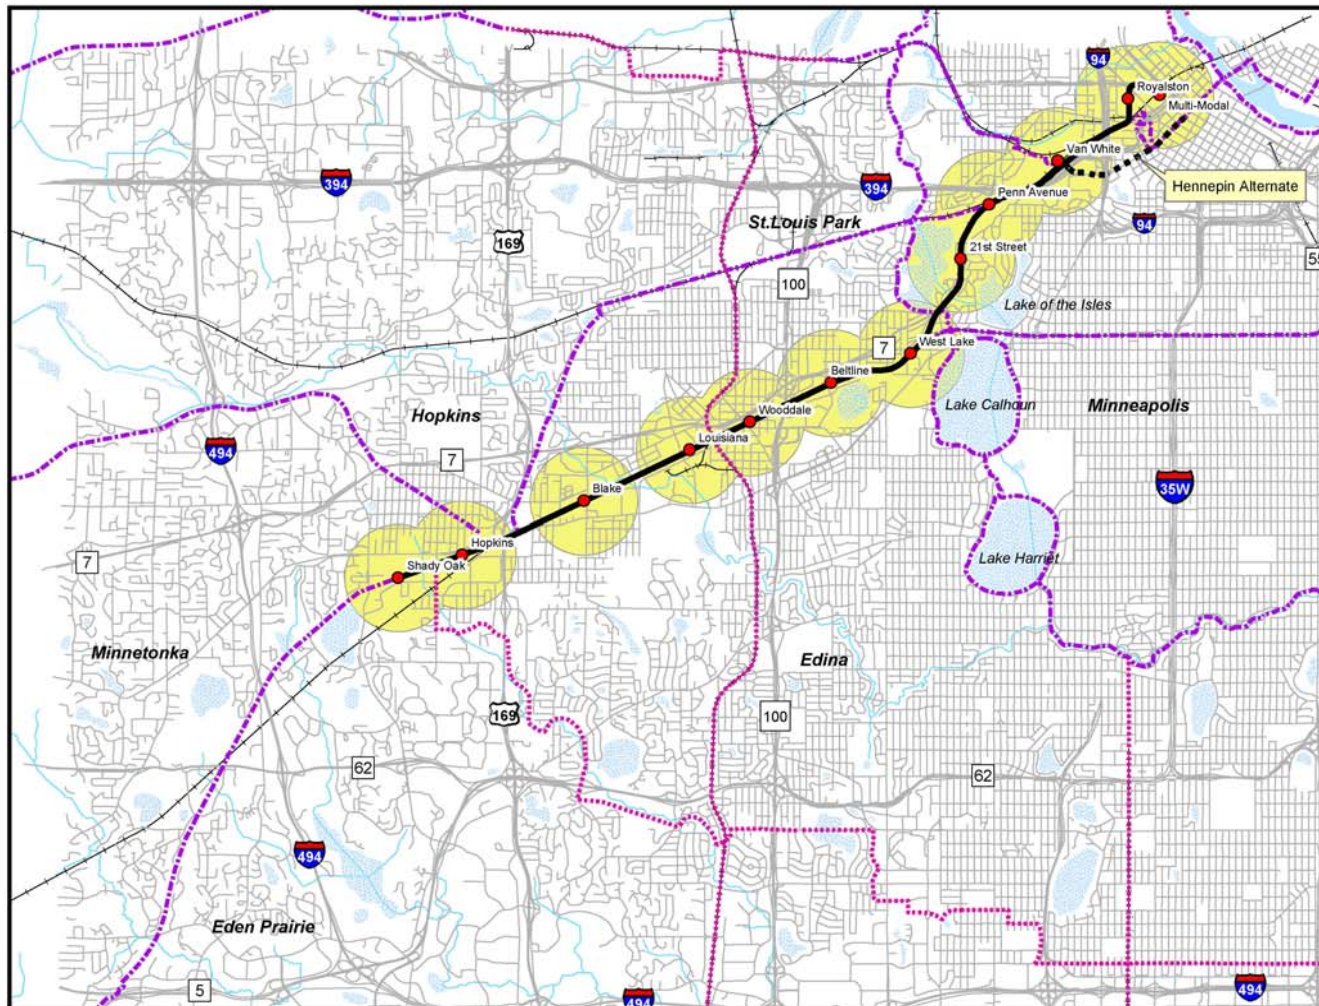 94
Royalston
Multi-Modal
Van White
394
394
Hennepin Alternate
Penn Avenue
St.Louis Park
94
169
21st Street
55
100
Lake of the Isles
7
West Lake
Beltline
Hopkins
Lake Calhoun
Minneapolis
Wooddale
494
Louisiana
7
Blake
35W
Hopkins
7
Shady Oak
Lake Harriet
Minnetonka
Edina
169
100
62
62
494
Eden Prairie
5
494
494